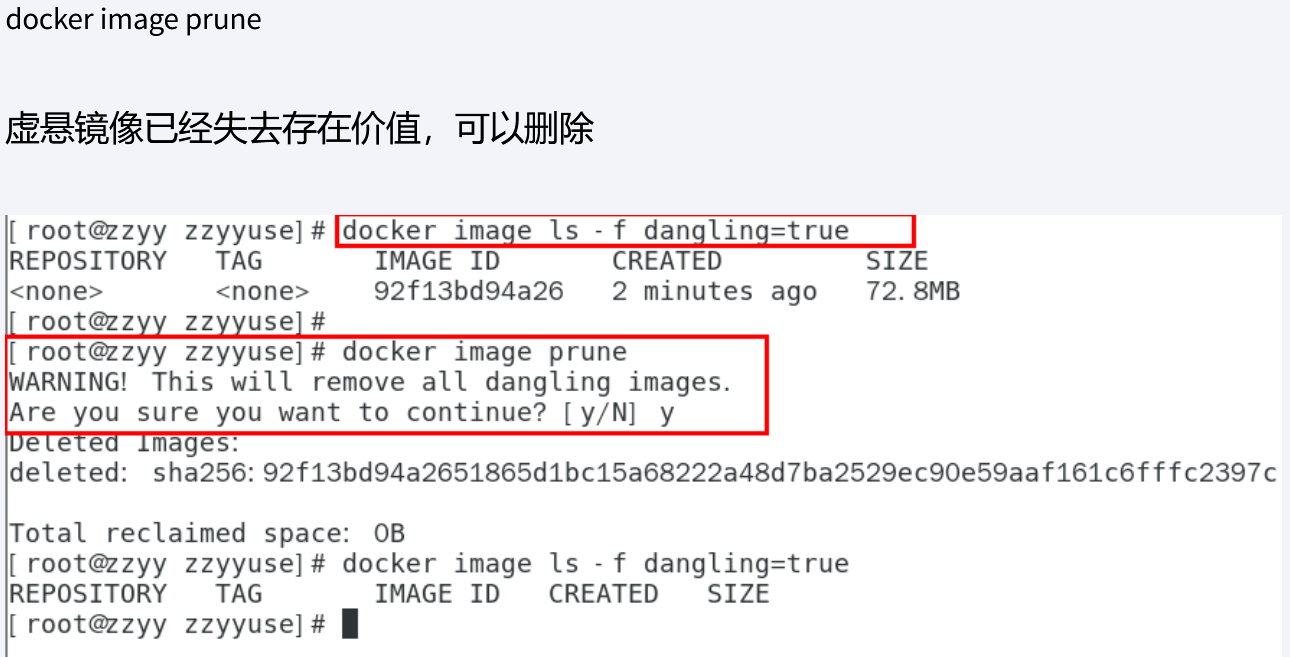 docker image prune
虚悬镜像已经失去存在价值，可以删除
[root@zzyy zzyyuse]# docker image ls -f dangling=true
REPOSITORY   TAG       IMAGE ID       CREATED         SIZE
<none>       <none>    92f13bd94a26   2 minutes ago   72.8MB
[root@zzyy zzyyuse]#
[root@zzyy zzyyuse]# docker image prune
WARNING! This will remove all dangling images.
Are you sure you want to continue? [y/N] y
Deleted Images:
deleted: sha256:92f13bd94a2651865d1bc15a68222a48d7ba2529ec90e59aaf161c6fffc2397c
Total reclaimed space: 0B
[root@zzyy zzyyuse]# docker image ls -f dangling=true
REPOSITORY   TAG       IMAGE ID   CREATED   SIZE
[root@zzyy zzyyuse]#